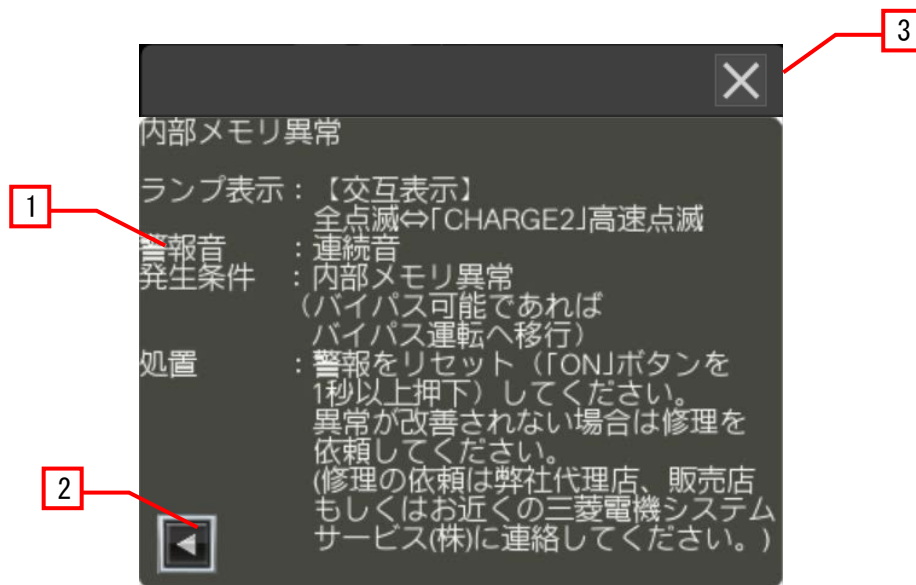 3
内部メモリ異常
ランプ表示：【交互表示】
全点滅⇔｢CHARGE2｣高速点滅
1
警報音　：連続音
発生条件　：内部メモリ異常
（バイパス可能であれば
バイパス運転へ移行）
処置　：警報をリセット（｢ON｣ボタンを
1秒以上押下）してください。
異常が改善されない場合は修理を
依頼してください。
2
(修理の依頼は弊社代理店、販売店
もしくはお近くの三菱電機システム
サービス(株)に連絡してください。)